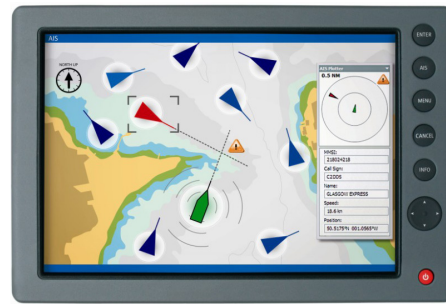 AIS
NORTH UP
AIS Plotter
0.5 NM
MMSI:
218024218
Call Sign:
C2DD5
Name:
GLASGOW EXPRESS
Speed:
18.6 kn
Position:
50.5175°N 001.0565°W
ENTER
AIS
MENU
CANCEL
INFO